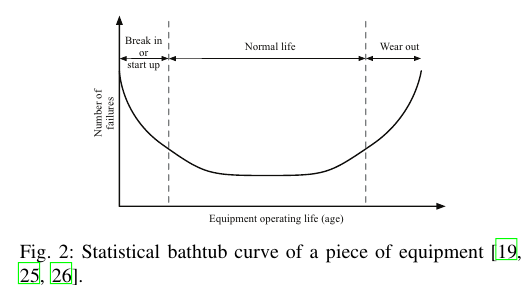 Break in
or
start up
Normal life
Wear out
Number of
failures
Equipment operating life (age)
Fig. 2: Statistical bathtub curve of a piece of equipment [19,
25, 26].